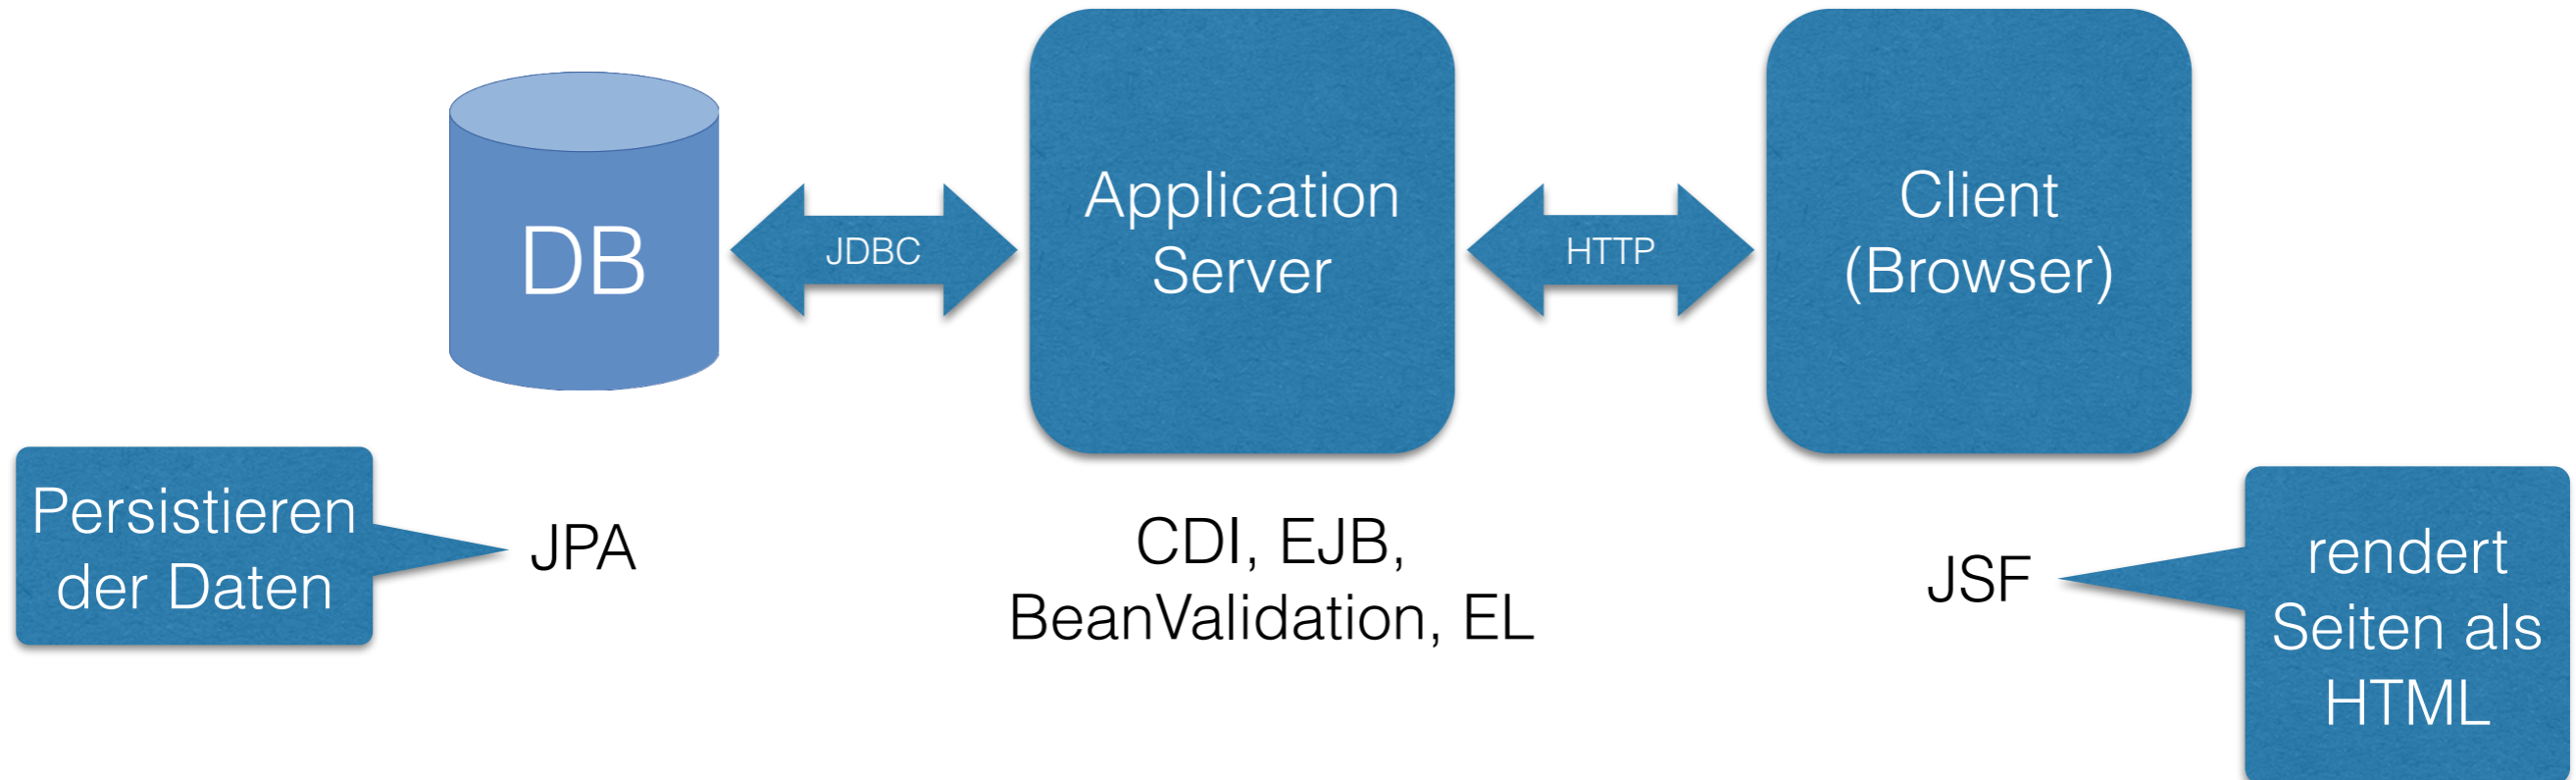 DB
JDBC
Application
Server
HTTP
Client
(Browser)
Persistieren
der Daten
JPA
CDI, EJB,
BeanValidation, EL
JSF
rendert
Seiten als
HTML